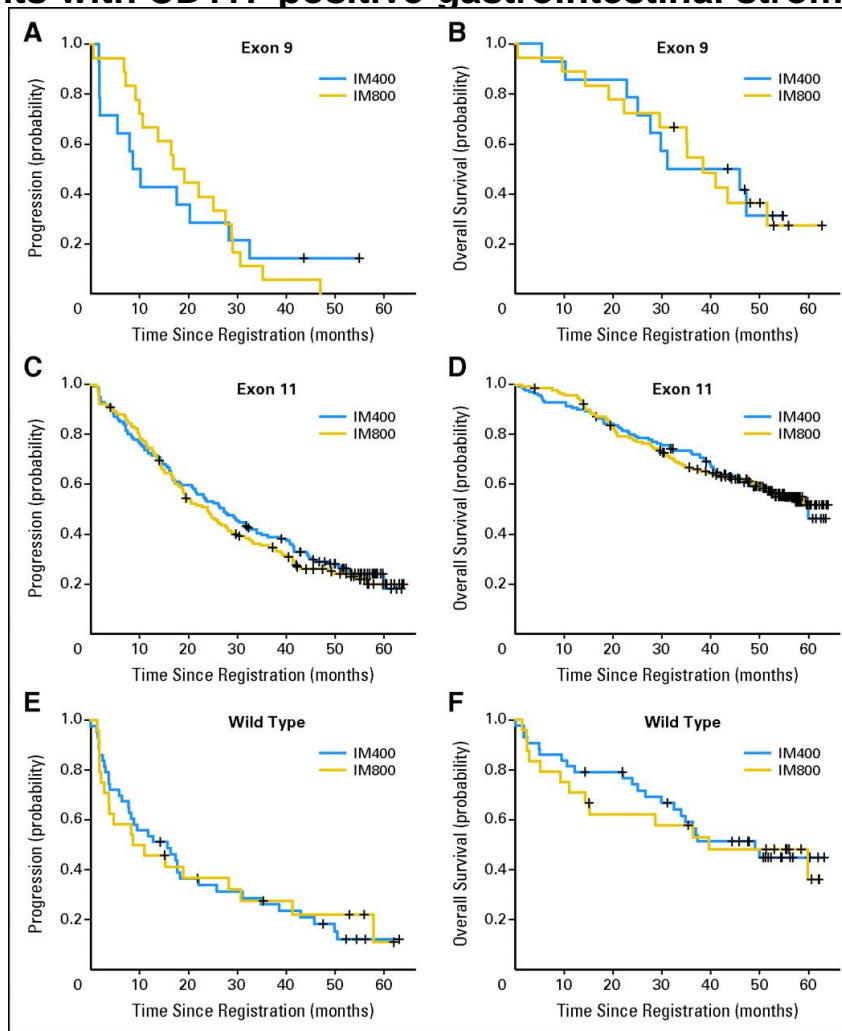 with CD117-positive gastrointestinal
A
Exon 9
IM400
IM800
Progression (probability)
1.0
0.8
0.6
0.4
0.2
0 10 20 30 40 50 60
Time Since Registration (months)
B
Exon 9
IM400
IM800
Overall Survival (probability)
1.0
0.8
0.6
0.4
0.2
0 10 20 30 40 50 60
Time Since Registration (months)
C
Exon 11
IM400
IM800
Progression (probability)
1.0
0.8
0.6
0.4
0.2
0 10 20 30 40 50 60
Time Since Registration (months)
D
Exon 11
IM400
IM800
Overall Survival (probability)
1.0
0.8
0.6
0.4
0.2
0 10 20 30 40 50 60
Time Since Registration (months)
E
Wild Type
IM400
IM800
Progression (probability)
1.0
0.8
0.6
0.4
0.2
0 10 20 30 40 50 60
Time Since Registration (months)
F
Wild Type
IM400
IM800
Overall Survival (probability)
1.0
0.8
0.6
0.4
0.2
0 10 20 30 40 50 60
Time Since Registration (months)